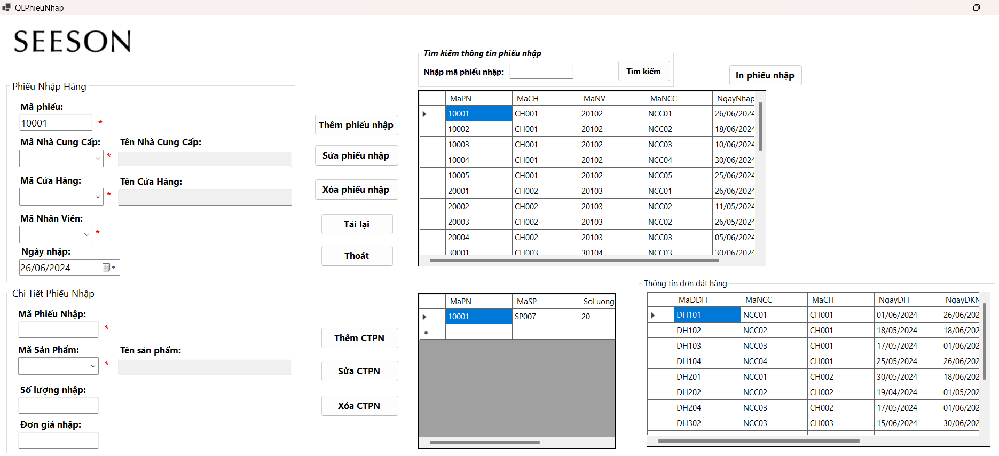 QLPhieuNhap
SEESON
Phiếu Nhập Hàng
Mã phiếu:
10001 *
Mã Nhà Cung Cấp: Tên Nhà Cung Cấp:
*
Mã Cửa Hàng: Tên Cửa Hàng:
*
Mã Nhân Viên:
*
Ngày nhập:
26/06/2024
Chi Tiết Phiếu Nhập
Mã Phiếu Nhập:
*
Mã Sản Phẩm: Tên sản phẩm:
*
Số lượng nhập:
Đơn giá nhập:
Thêm phiếu nhập
Sửa phiếu nhập
Xóa phiếu nhập
Tải lại
Thoát
Thêm CTPN
Sửa CTPN
Xóa CTPN
Tìm kiếm thông tin phiếu nhập
Nhập mã phiếu nhập: Tìm kiếm
In phiếu nhập
MaPN MaCH MaNV MaNCC NgayNhap
10001 CH001 20102 NCC01 26/06/2024
10002 CH001 20102 NCC02 18/06/2024
10003 CH001 20102 NCC03 10/06/2024
10004 CH001 20102 NCC04 30/06/2024
10005 CH001 20102 NCC05 25/06/2024
20001 CH002 20103 NCC01 26/06/2024
20002 CH002 20103 NCC02 11/05/2024
20003 CH002 20103 NCC02 26/05/2024
20004 CH002 20103 NCC03 05/06/2024
30001 CH003 30104 NCC03 30/06/2024
MaPN MaSP SoLuong
10001 SP007 20
Thông tin đơn đặt hàng
MaDDH MaNCC MaCH NgayDH NgayDKN
DH101 NCC01 CH001 01/06/2024 26/06/202
DH102 NCC02 CH001 18/05/2024 18/06/202
DH103 NCC03 CH001 17/05/2024 01/06/202
DH104 NCC04 CH001 25/05/2024 26/06/202
DH201 NCC01 CH002 30/05/2024 18/06/202
DH202 NCC02 CH002 19/04/2024 01/05/202
DH204 NCC03 CH002 17/05/2024 01/06/202
DH302 NCC03 CH003 15/06/2024 30/06/202